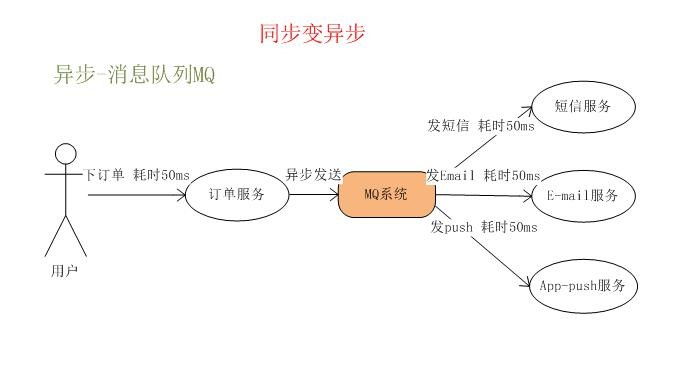 同步变异步
异步-消息队列MQ
短信服务
发短信 耗时50ms
下订单 耗时50ms
异步发送
发Email 耗时50ms
订单服务
MQ系统
E-mail服务
发push 耗时50ms
用户
App-push服务